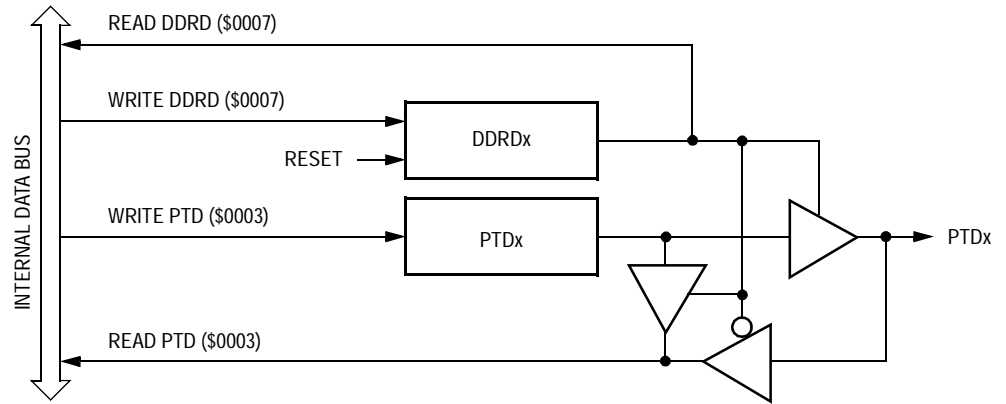 READ DDRD ($0007)
WRITE DDRD ($0007)
DDRDx
RESET
INTERNAL DATA BUS
WRITE PTD ($0003)
PTDx
PTDx
READ PTD ($0003)